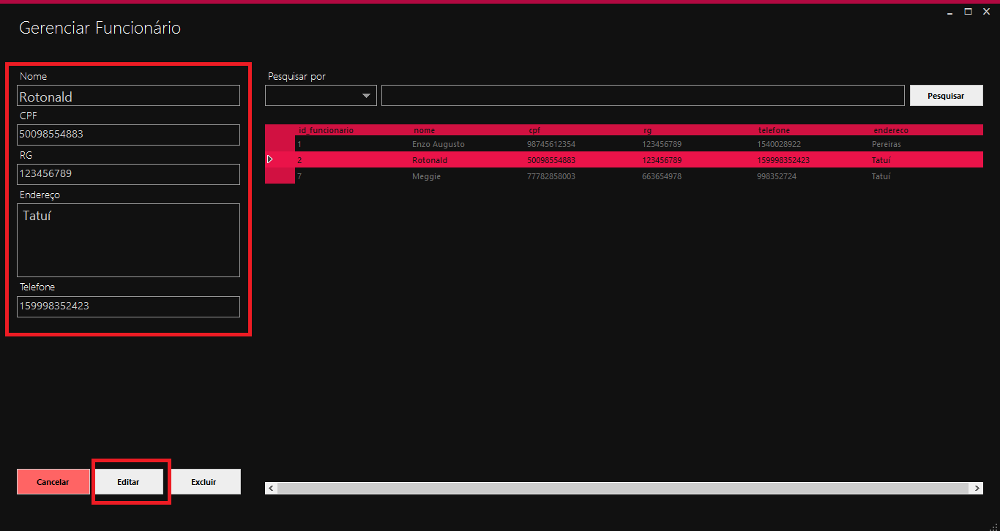 Gerenciar Funcionário
Nome
Rotonald
CPF
50098554883
RG
123456789
Endereço
Tatuí
Telefone
159998352423
Cancelar Editar Excluir
Pesquisar por
Pesquisar
id_funcionario nome cpf rg telefone endereco
1 Enzo Augusto 98745612354 123456789 1540028922 Pereiras
2 Rotonald 50098554883 123456789 159998352423 Tatuí
7 Meggie 77782858003 663654978 998352724 Tatuí